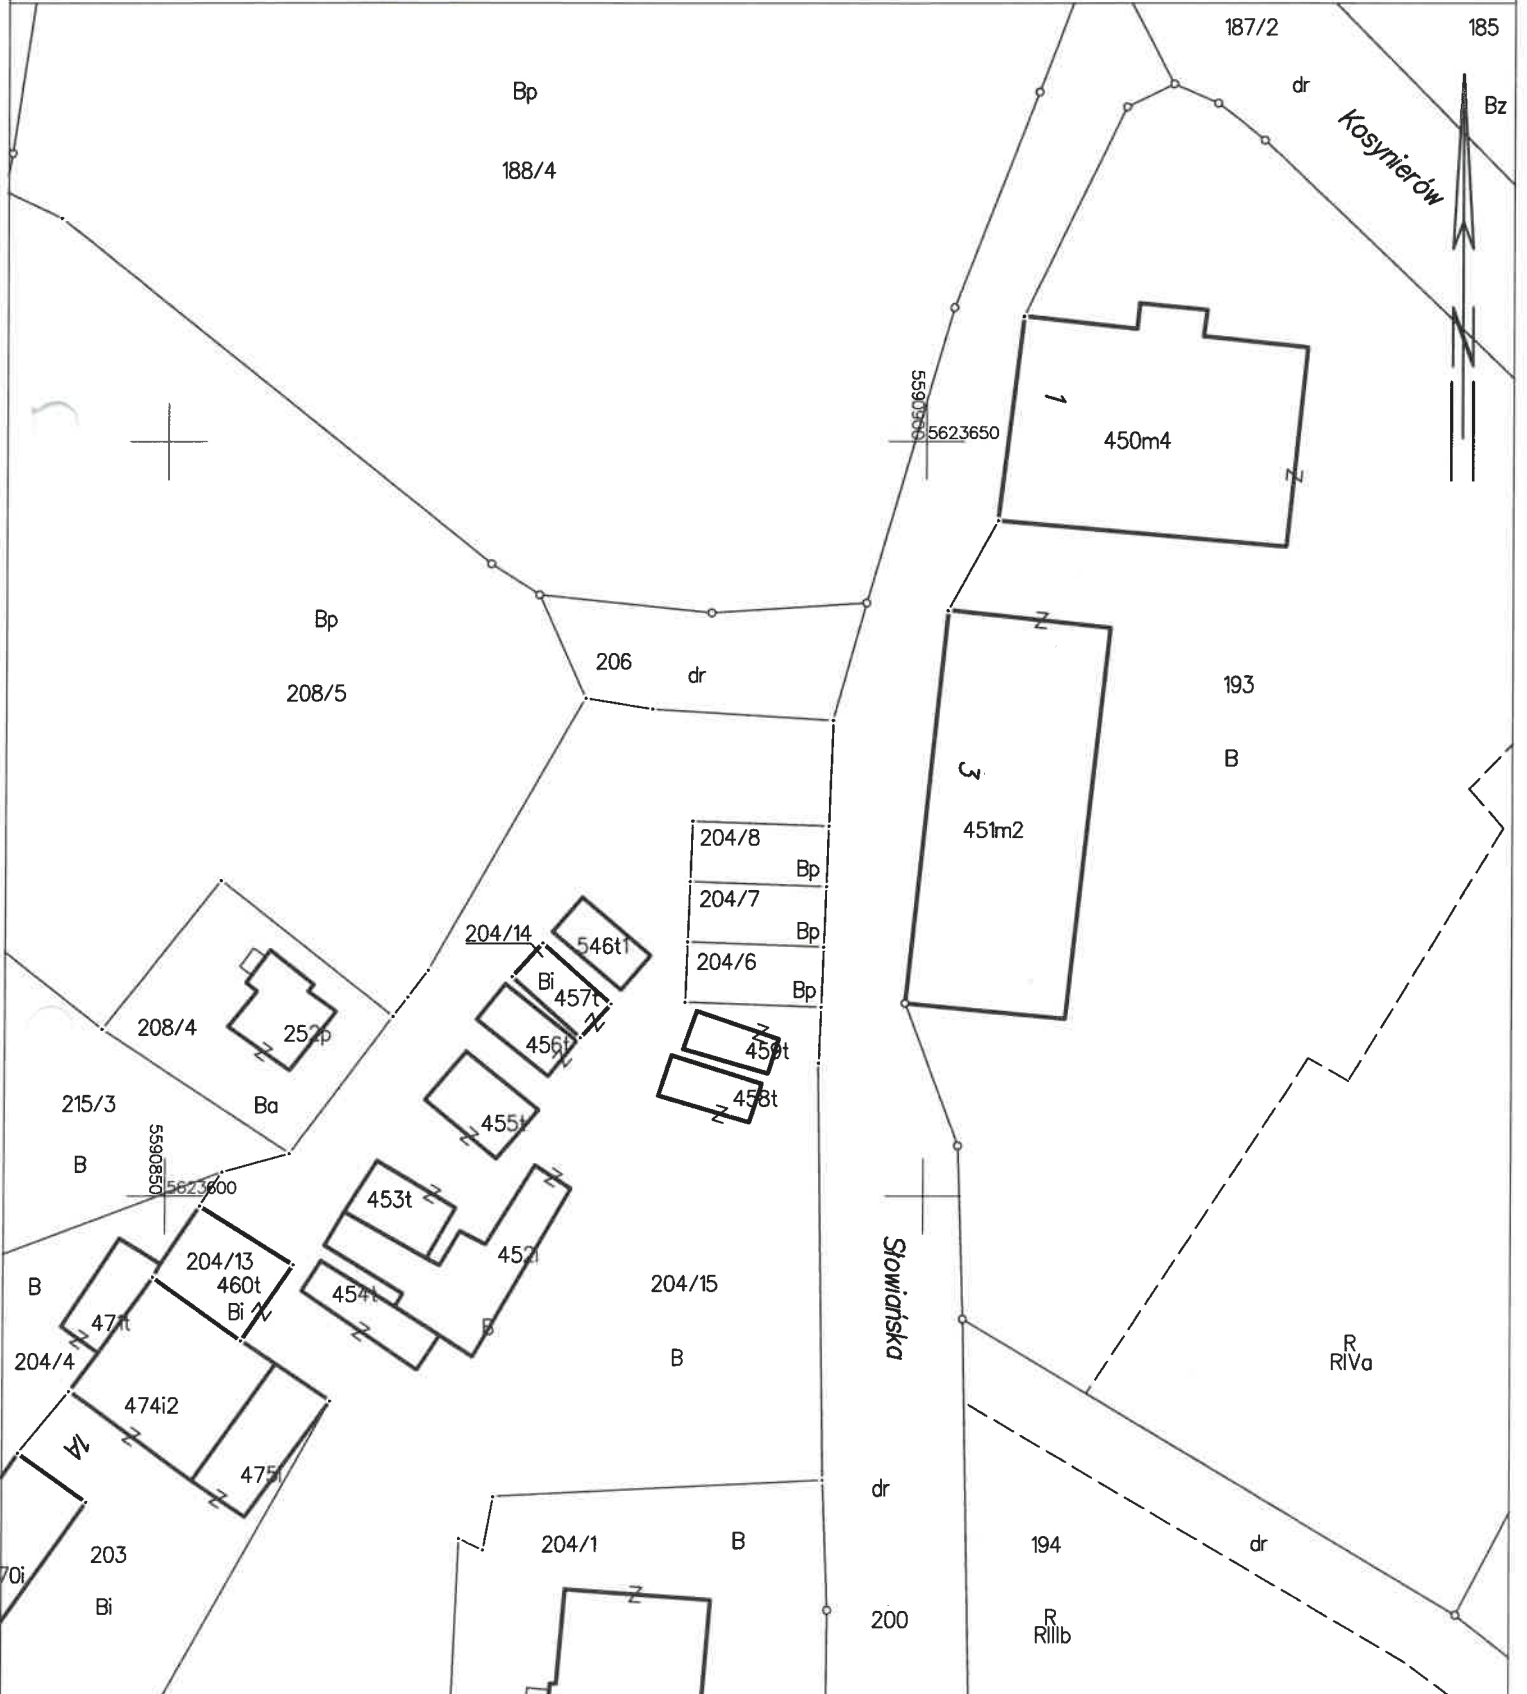 187/2
185
Bp
dr
Bz
188/4
Kosynierów
N
5590900
5623650
1
450m4
Bp
206
dr
208/5
193
B
3
451m2
204/8
Bp
204/7
Bp
204/6
Bp
204/14
546t1
Bi
457t
456t
459t
458t
455t
208/4
252p
Ba
215/3
B
5590850
5623600
453t
452i
454t
B
204/13
460t
Bi
B
471t
204/4
474i2
1A
475i
204/15
B
Słowiańska
R
RIVa
dr
204/1
B
194
dr
203
Bi
70i
200
R
RIIIb